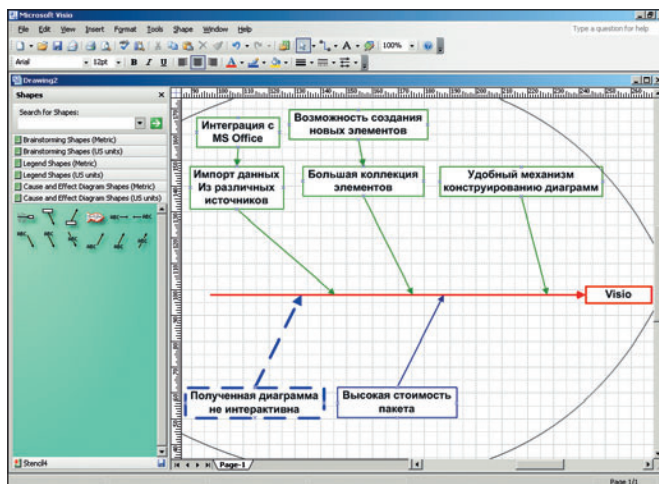 Microsoft Visio
File Edit View Insert Format Tools Shape Window Help
Type a question for help
100%
Arial 12pt B I U A
Drawing2
Shapes
Search for Shapes:
Brainstorming Shapes (Metric)
Brainstorming Shapes (US units)
Legend Shapes (Metric)
Legend Shapes (US units)
Cause and Effect Diagram Shapes (Metric)
Cause and Effect Diagram Shapes (US units)
Интеграция с
MS Office
Возможность создания
новых элементов
Импорт данных
Из различных
источников
Большая коллекция
элементов
Удобный механизм
конструированию диаграмм
Visio
Полученная диаграмма
не интерактивна
Высокая стоимость
пакета
Stencil4
Page-1
Page 1/1